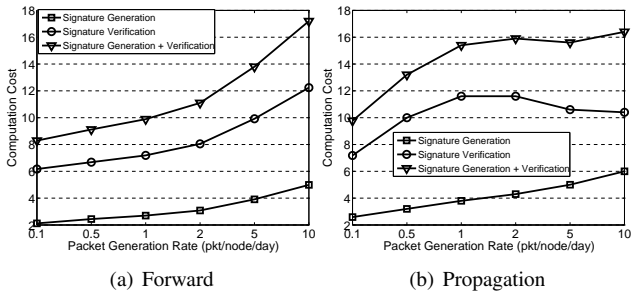 18
16
14
12
10
8
6
4
2
Computation Cost
Signature Generation
Signature Verification
Signature Generation + Verification
0.1 0.5 1 2 5 10
Packet Generation Rate (pkt/node/day)
(a) Forward
18
16
14
12
10
8
6
4
2
Computation Cost
Signature Generation
Signature Verification
Signature Generation + Verification
0.1 0.5 1 2 5 10
Packet Generation Rate (pkt/node/day)
(b) Propagation